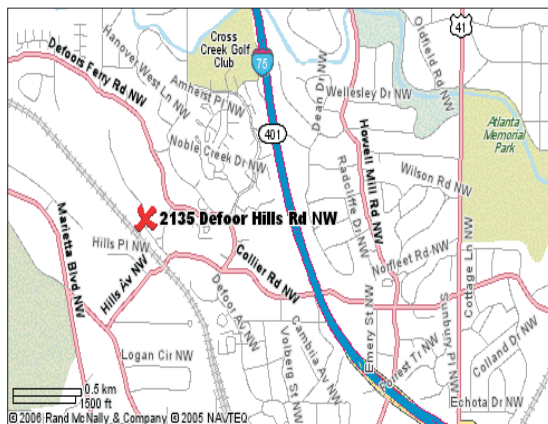 Cross
Creek Golf
Club
41
75
401
Defoors Ferry Rd NW
Hanover West Ln NW
Amherst Pl NW
Noble Creek Dr NW
Dean Dr NW
Wellesley Dr NW
Oldfield Rd NW
Howell Mill Rd NW
Radcliffe Dr NW
Atlanta
Memorial
Park
Wilson Rd NW
2135 Defoor Hills Rd NW
Marietta Blvd NW
Hills Pl NW
Hills Av NW
Collier Rd NW
Norfleet Rd NW
Cottage Ln NW
Defoor Av NW
Volberg St NW
Cambria Av NW
Emery St NW
Forrest Tr NW
Sunbury Pl NW
Colland Dr NW
Logan Cir NW
Echota Dr NW
0.5 km
1500 ft
© 2006 Rand McNally & Company © 2005 NAVTEQ